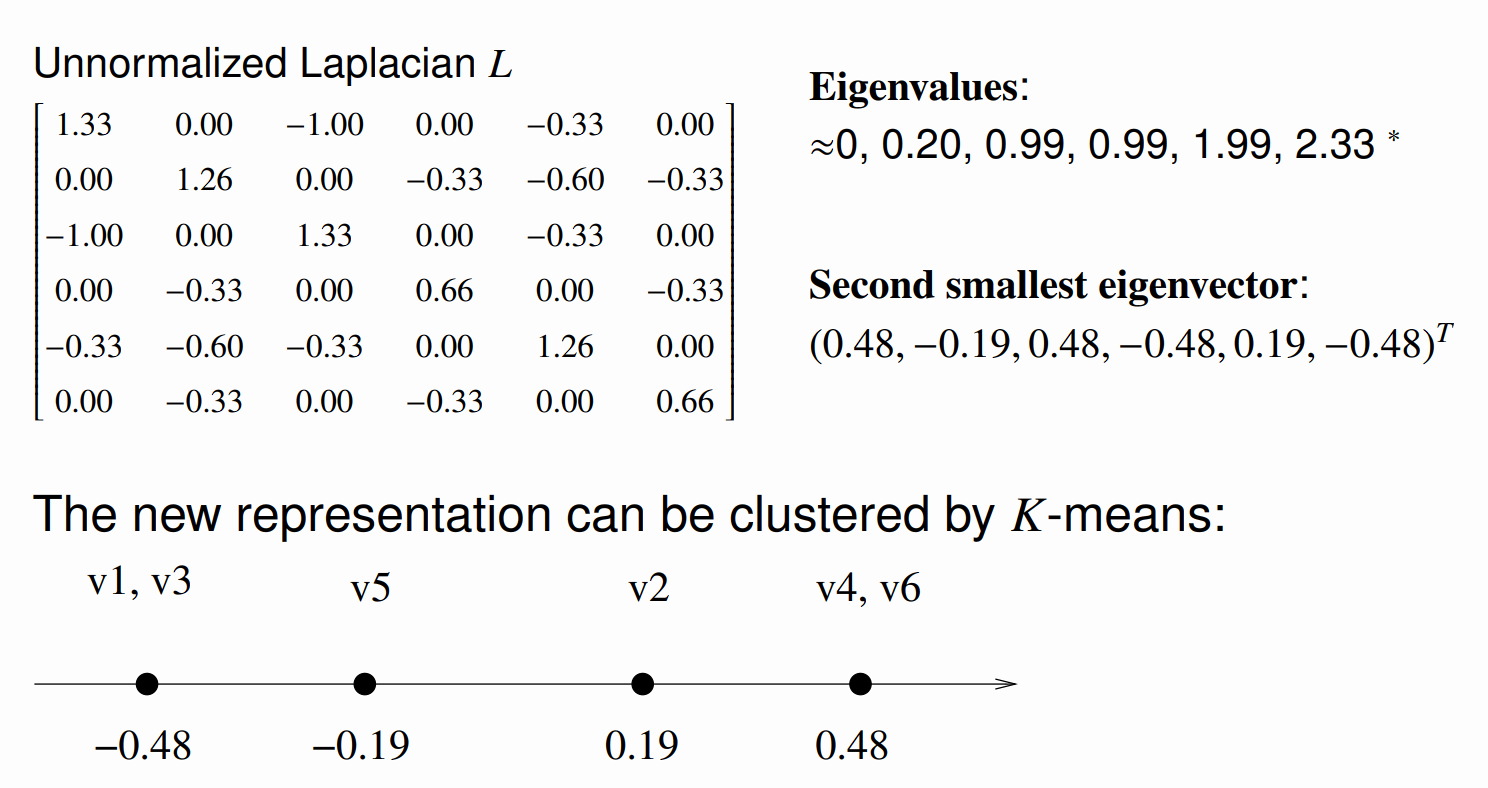 Unnormalized Laplacian L
1.33 0.00 −1.00 0.00 −0.33 0.00
0.00 1.26 0.00 −0.33 −0.60 −0.33
−1.00 0.00 1.33 0.00 −0.33 0.00
0.00 −0.33 0.00 0.66 0.00 −0.33
−0.33 −0.60 −0.33 0.00 1.26 0.00
0.00 −0.33 0.00 −0.33 0.00 0.66
Eigenvalues:
≈0, 0.20, 0.99, 0.99, 1.99, 2.33 *
Second smallest eigenvector:
(0.48, −0.19, 0.48, −0.48, 0.19, −0.48)^T
The new representation can be clustered by K-means:
v1, v3 v5 v2 v4, v6
−0.48 −0.19 0.19 0.48